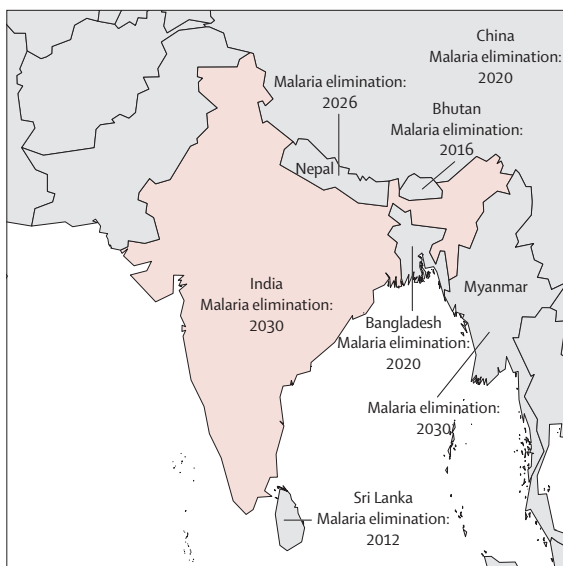 China
Malaria elimination:
2020
Malaria elimination:
2026
Bhutan
Malaria elimination:
2016
Nepal
India
Malaria elimination:
2030
Myanmar
Bangladesh
Malaria elimination:
2020
Malaria elimination:
2030
Sri Lanka
Malaria elimination:
2012